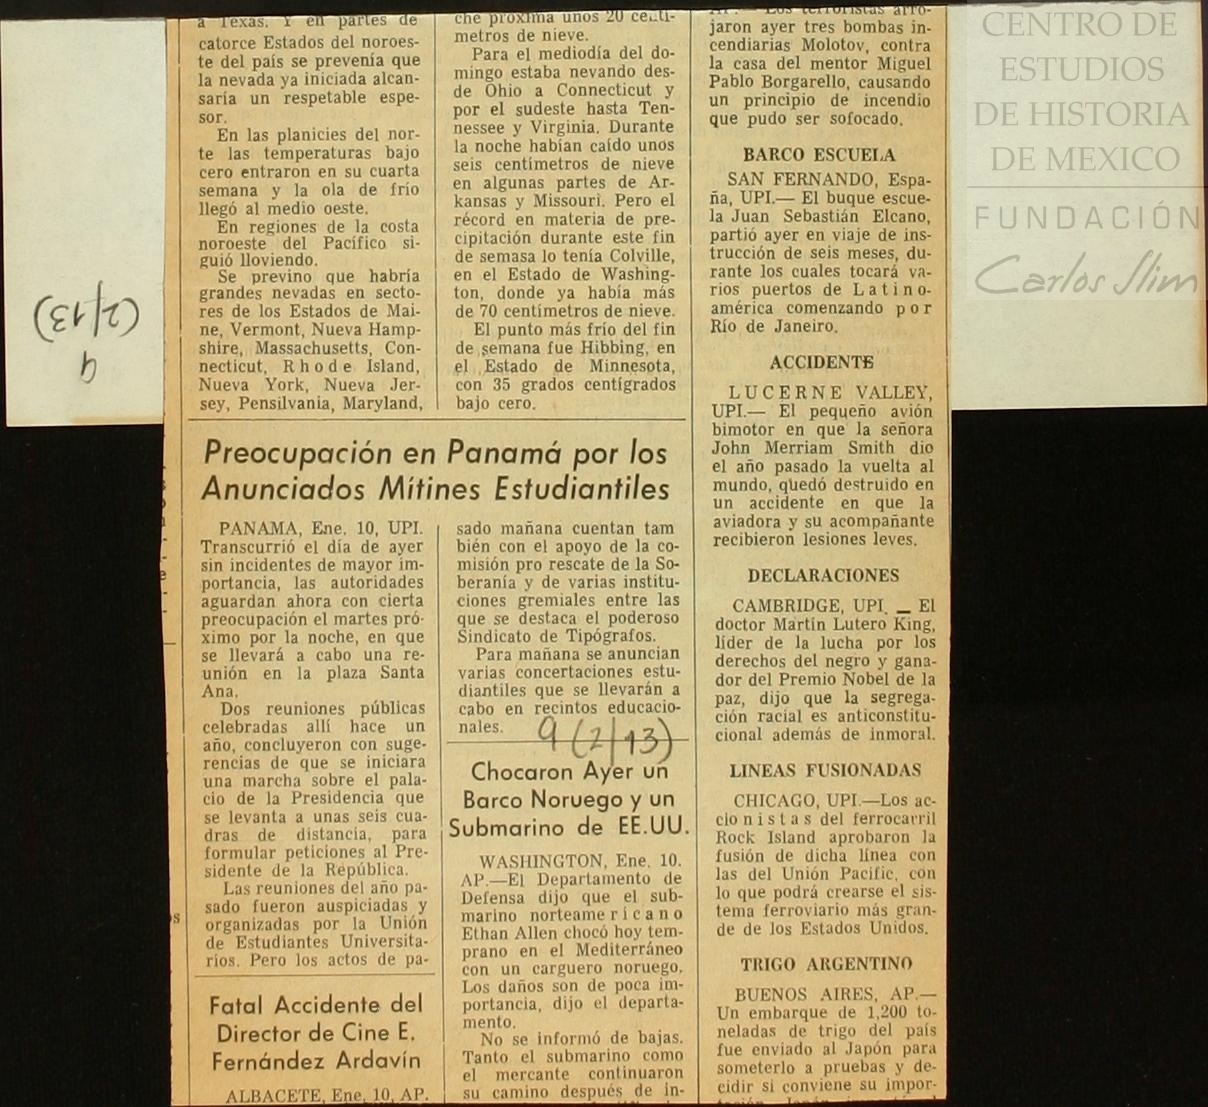 a Texas. Y en partes de
catorce Estados del noroes-
te del país se prevenía que
la nevada ya iniciada alcan-
saría un respetable espe-
sor.
En las planicies del nor-
te las temperaturas bajo
cero entraron en su cuarta
semana y la ola de frío
llegó al medio oeste.
En regiones de la costa
noroeste del Pacífico si-
guió lloviendo.
Se previno que habría
grandes nevadas en secto-
res de los Estados de Mai-
ne, Vermont, Nueva Hamp-
shire, Massachusetts, Con-
necticut, Rhode Island,
Nueva York, Nueva Jer-
sey, Pensilvania, Maryland,
che próxima unos 20 centí-
metros de nieve.
Para el mediodía del do-
mingo estaba nevando des-
de Ohio a Connecticut y
por el sudeste hasta Ten-
nessee y Virginia. Durante
la noche habían caído unos
seis centímetros de nieve
en algunas partes de Ar-
kansas y Missouri. Pero el
récord en materia de pre-
cipitación durante este fin
de semasa lo tenía Colville,
en el Estado de Washing-
ton, donde ya había más
de 70 centímetros de nieve.
El punto más frío del fin
de semana fue Hibbing, en
el Estado de Minnesota,
con 35 grados centígrados
bajo cero.
Preocupación en Panamá por los
Anunciados Mítines Estudiantiles
PANAMA, Ene. 10, UPI.
Transcurrió el día de ayer
sin incidentes de mayor im-
portancia, las autoridades
aguardan ahora con cierta
preocupación el martes pró-
ximo por la noche, en que
se llevará a cabo una re-
unión en la plaza Santa
Ana.
Dos reuniones públicas
celebradas allí hace un
año, concluyeron con suge-
rencias de que se iniciara
una marcha sobre el pala-
cio de la Presidencia que
se levanta a unas seis cua-
dras de distancia, para
formular peticiones al Pre-
sidente de la República.
Las reuniones del año pa-
sado fueron auspiciadas y
organizadas por la Unión
de Estudiantes Universita-
rios. Pero los actos de pa-
sado mañana cuentan tam
bién con el apoyo de la co-
misión pro rescate de la So-
beranía y de varias institu-
ciones gremiales entre las
que se destaca el poderoso
Sindicato de Tipógrafos.
Para mañana se anuncian
varias concertaciones estu-
diantiles que se llevarán a
cabo en recintos educacio-
nales.
9 (2/13)
Fatal Accidente del
Director de Cine E.
Fernández Ardavín
ALBACETE, Ene. 10, AP.
Chocaron Ayer un
Barco Noruego y un
Submarino de EE.UU.
WASHINGTON, Ene. 10.
AP.—El Departamento de
Defensa dijo que el sub-
marino norteamericano
Ethan Allen chocó hoy tem-
prano en el Mediterráneo
con un carguero noruego.
Los daños son de poca im-
portancia, dijo el departa-
mento.
No se informó de bajas.
Tanto el submarino como
el mercante continuaron
su camino después de in-
AP.— Los terroristas arro-
jaron ayer tres bombas in-
cendiarias Molotov, contra
la casa del mentor Miguel
Pablo Borgarello, causando
un principio de incendio
que pudo ser sofocado.
BARCO ESCUELA
SAN FERNANDO, Espa-
ña, UPI.— El buque escue-
la Juan Sebastián Elcano,
partió ayer en viaje de ins-
trucción de seis meses, du-
rante los cuales tocará va-
rios puertos de Latino-
américa comenzando por
Río de Janeiro.
ACCIDENTE
LUCERNE VALLEY,
UPI.— El pequeño avión
bimotor en que la señora
John Merriam Smith dio
el año pasado la vuelta al
mundo, quedó destruido en
un accidente en que la
aviadora y su acompañante
recibieron lesiones leves.
DECLARACIONES
CAMBRIDGE, UPI. — El
doctor Martín Lutero King,
líder de la lucha por los
derechos del negro y gana-
dor del Premio Nobel de la
paz, dijo que la segrega-
ción racial es anticonstitu-
cional además de inmoral.
LINEAS FUSIONADAS
CHICAGO, UPI.—Los ac-
cionistas del ferrocarril
Rock Island aprobaron la
fusión de dicha línea con
las del Unión Pacific, con
lo que podrá crearse el sis-
tema ferroviario más gran-
de de los Estados Unidos.
TRIGO ARGENTINO
BUENOS AIRES, AP.—
Un embarque de 1,200 to-
neladas de trigo del país
fue enviado al Japón para
someterlo a pruebas y de-
cidir si conviene su impor-
9
(2/13)
CENTRO DE
ESTUDIOS
DE HISTORIA
DE MEXICO
FUNDACIÓN
Carlos Slim